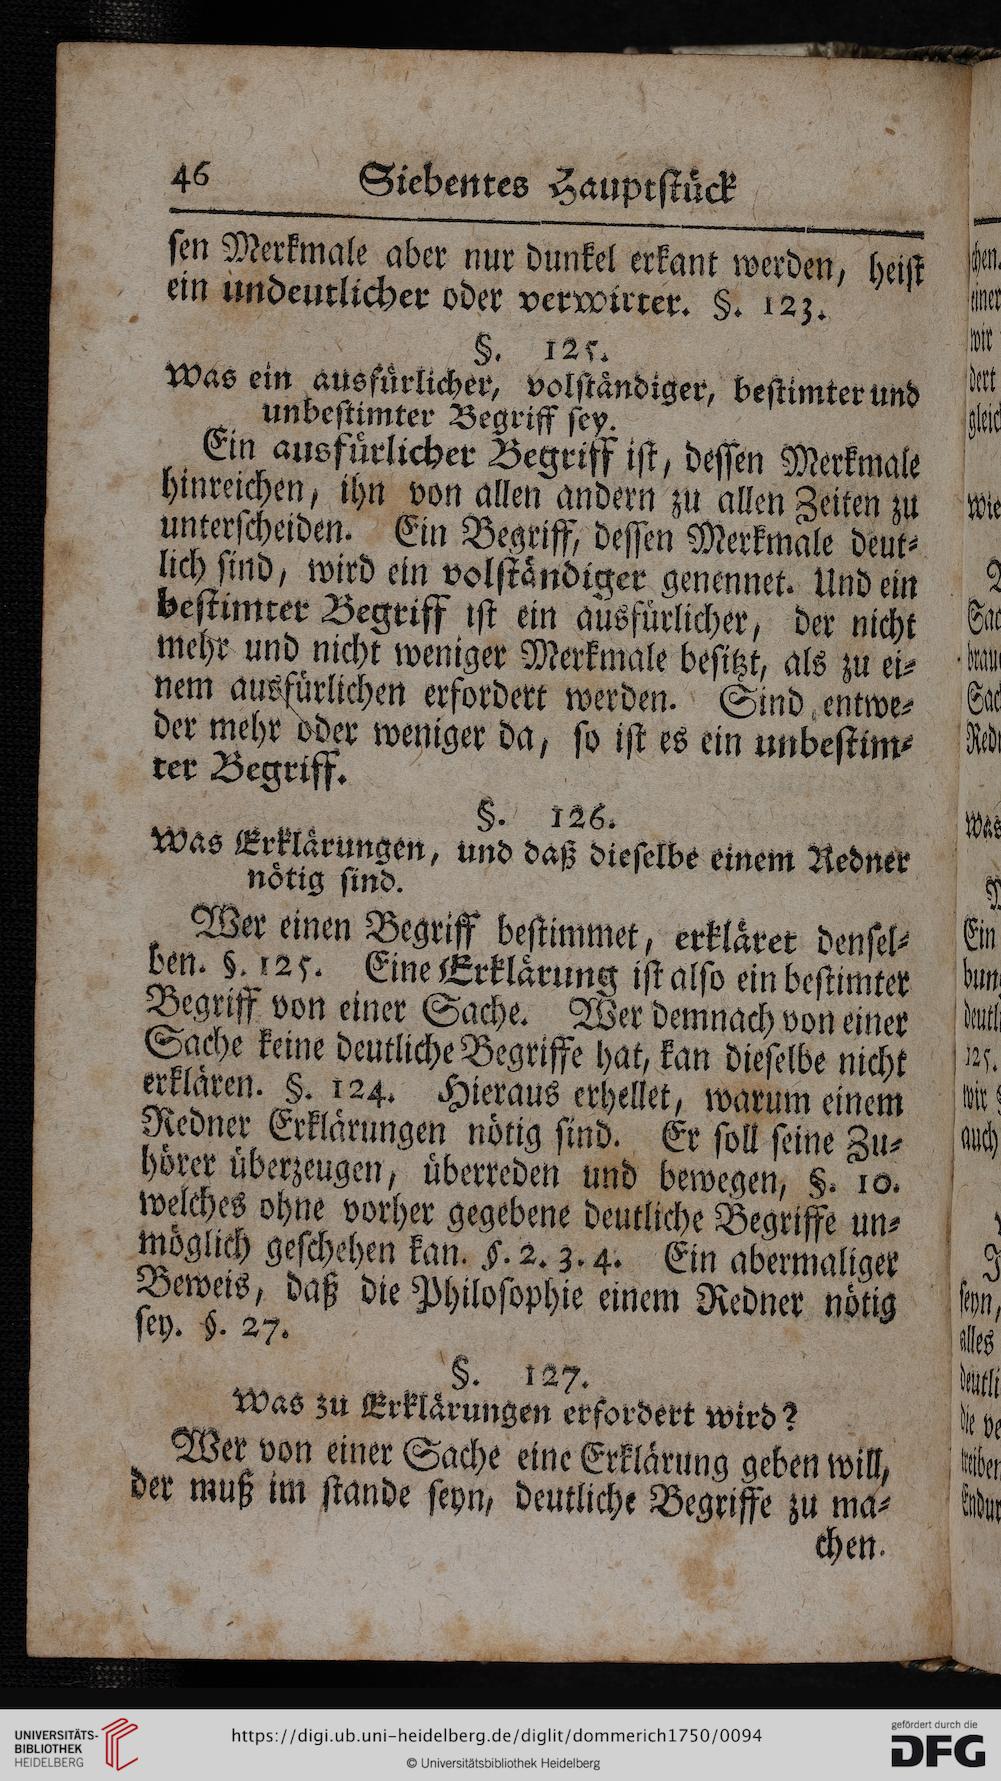 46 Siebentes Hauptstück
sen Merkmale aber nur dunkel erkant werden, heist
ein undeutlicher oder verwirter. §. 123.
§. 125.
Was ein ausfürlicher, volständiger, bestimter und
unbestimter Begriff sey.
Ein ausfürlicher Begriff ist, dessen Merkmale
hinreichen, ihn von allen andern zu allen Zeiten zu
unterscheiden. Ein Begriff, dessen Merkmale deut-
lich sind, wird ein volständiger genennet. Und ein
bestimter Begriff ist ein ausfürlicher, der nicht
mehr und nicht weniger Merkmale besitzt, als zu ei-
nem ausfürlichen erfordert werden. Sind entwe-
der mehr oder weniger da, so ist es ein unbestim-
ter Begriff.
§. 126.
Was Erklärungen, und daß dieselbe einem Redner
nötig sind.
Wer einen Begriff bestimmet, erkläret densel-
ben. §. 125. Eine Erklärung ist also ein bestimter
Begriff von einer Sache. Wer demnach von einer
Sache keine deutliche Begriffe hat, kan dieselbe nicht
erklären. §. 124. Hieraus erhellet, warum einem
Redner Erklärungen nötig sind. Er soll seine Zu-
hörer überzeugen, überreden und bewegen, §. 10.
welches ohne vorher gegebene deutliche Begriffe un-
möglich geschehen kan. §. 2. 3. 4. Ein abermaliger
Beweis, daß die Philosophie einem Redner nötig
sey. §. 27.
§. 127.
Was zu Erklärungen erfordert wird?
Wer von einer Sache eine Erklärung geben will,
der muß im stande seyn, deutliche Begriffe zu ma-
chen.
UNIVERSITÄTS-
BIBLIOTHEK
HEIDELBERG
https://digi.ub.uni-heidelberg.de/diglit/dommerich1750/0094
© Universitätsbibliothek Heidelberg
gefördert durch die
DFG